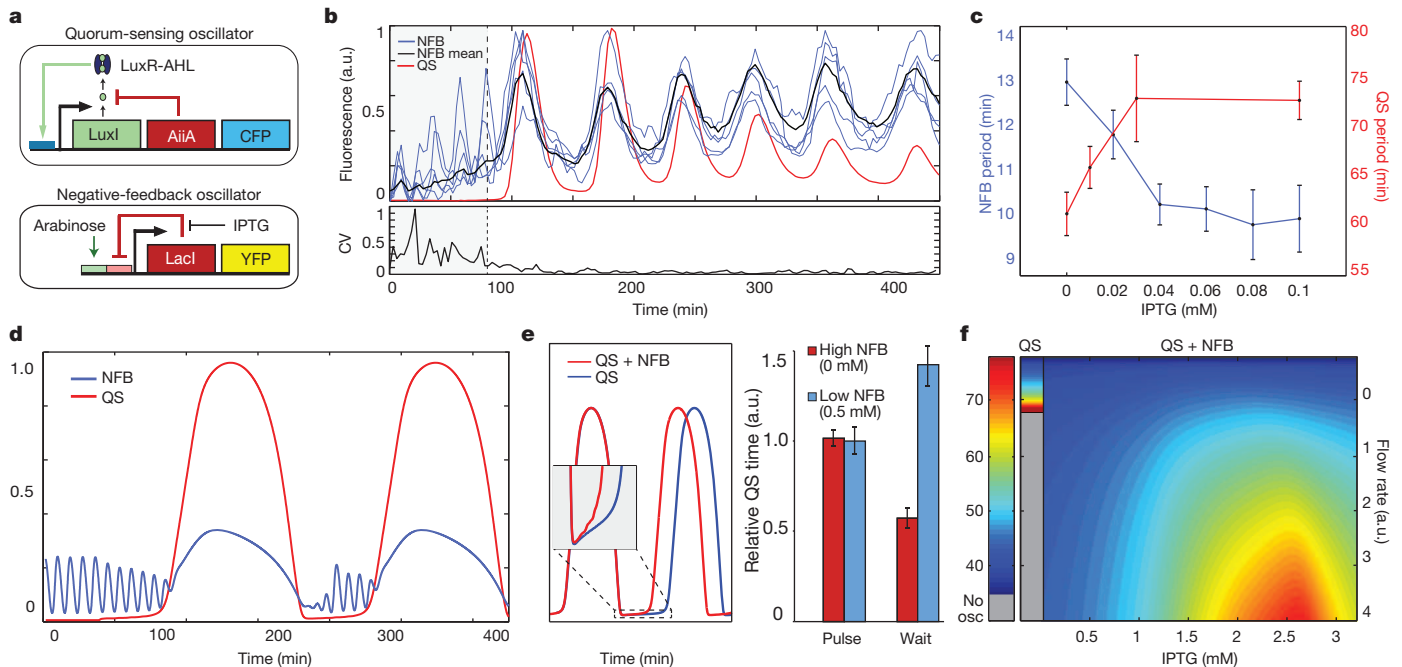 a
Quorum-sensing oscillator
LuxR-AHL
LuxI
AiiA
CFP
Negative-feedback oscillator
Arabinose
IPTG
LacI
YFP
b
NFB
NFB mean
QS
Fluorescence (a.u.)
1
0.5
0
CV
1
0.5
0
0
100
200
300
400
Time (min)
c
NFB period (min)
14
13
12
11
10
9
QS period (min)
80
75
70
65
60
55
0
0.02
0.04
0.06
0.08
0.1
IPTG (mM)
d
NFB
QS
1.0
0.5
0
0
100
200
300
400
Time (min)
e
QS + NFB
QS
Time (min)
Relative QS time (a.u.)
1.5
1.0
0.5
0
High NFB
(0 mM)
Low NFB
(0.5 mM)
Pulse
Wait
f
QS
QS + NFB
70
60
50
40
No
osc
0
1
2
3
4
Flow rate (a.u.)
0.5
1
1.5
2
2.5
3
IPTG (mM)